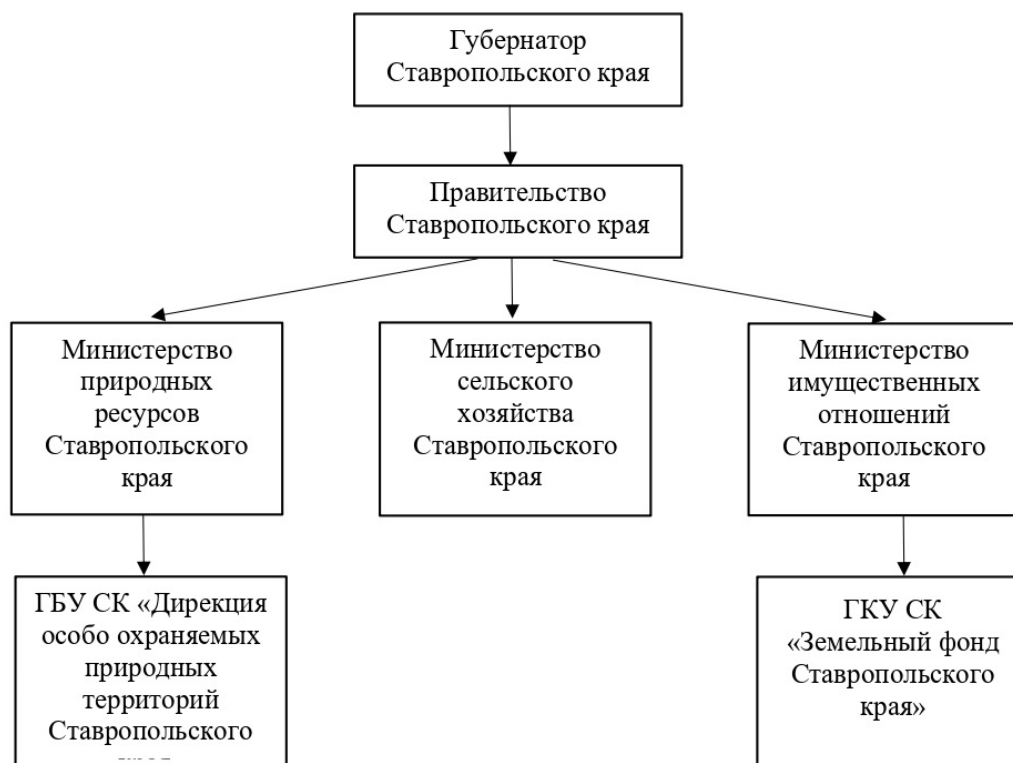 Губернатор
Ставропольского края
Правительство
Ставропольского края
Министерство
природных
ресурсов
Ставропольского
края
Министерство
сельского
хозяйства
Ставропольского
края
Министерство
имущественных
отношений
Ставропольского
края
ГБУ СК «Дирекция
особо охраняемых
природных
территорий
Ставропольского
ГКУ СК
«Земельный фонд
Ставропольского
края»